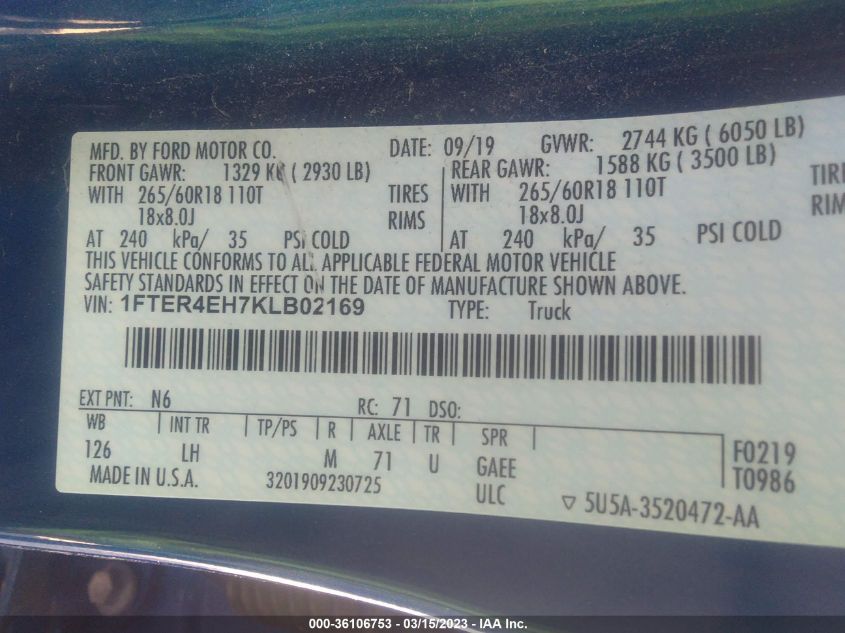 MFD. BY FORD MOTOR CO. DATE: 09/19 GVWR: 2744 KG ( 6050 LB)
FRONT GAWR: 1329 KG ( 2930 LB) REAR GAWR: 1588 KG ( 3500 LB)
WITH 265/60R18 110T TIRES WITH 265/60R18 110T
18x8.0J RIMS 18x8.0J
AT 240 kPa/ 35 PSI COLD AT 240 kPa/ 35 PSI COLD
THIS VEHICLE CONFORMS TO ALL APPLICABLE FEDERAL MOTOR VEHICLE
SAFETY STANDARDS IN EFFECT ON THE DATE OF MANUFACTURE SHOWN ABOVE.
VIN: 1FTER4EH7KLB02169 TYPE: Truck
EXT PNT: N6 RC: 71 DSO:
WB INT TR TP/PS R AXLE TR SPR
126 LH M 71 U GAEE
F0219
T0986
MADE IN U.S.A. 3201909230725 ULC
5U5A-3520472-AA
000-36106753 - 03/15/2023 - IAA Inc.